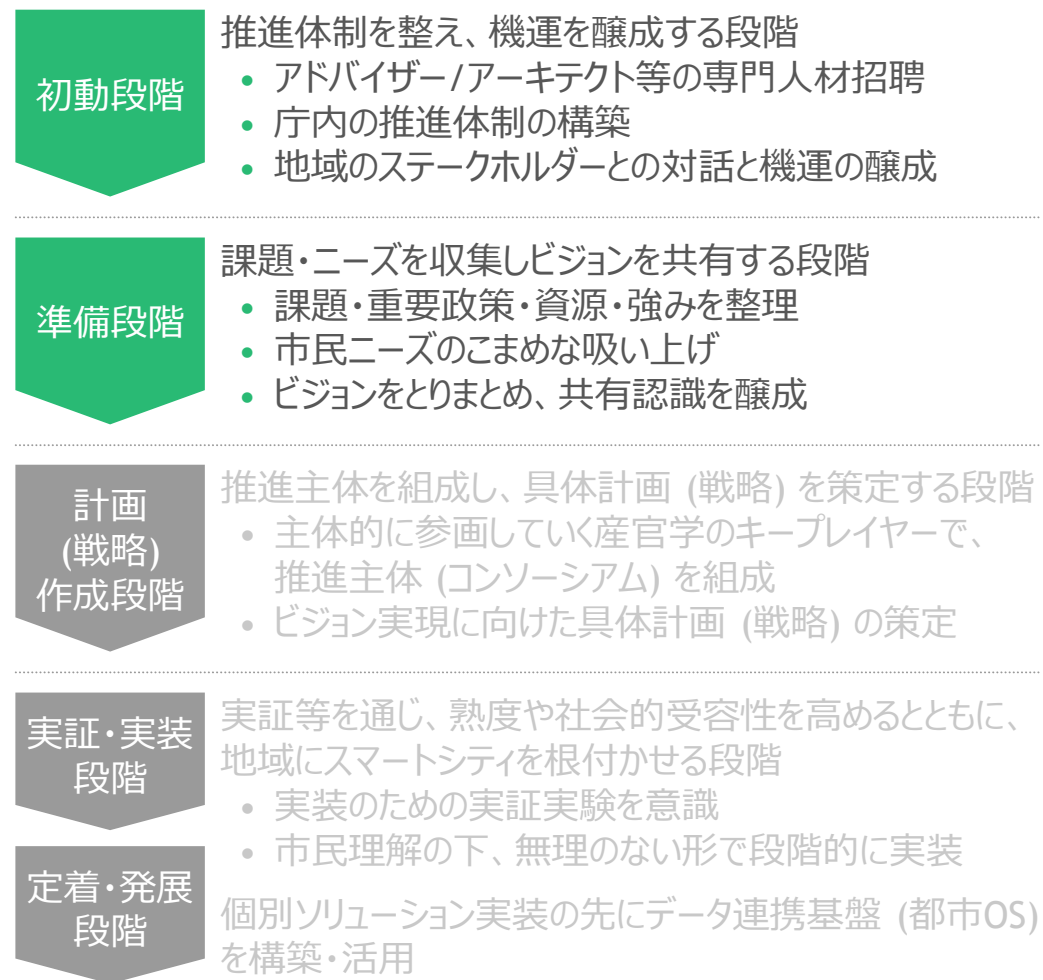 初動段階
推進体制を整え、機運を醸成する段階
• アドバイザー/アーキテクト等の専門人材招聘
• 庁内の推進体制の構築
• 地域のステークホルダーとの対話と機運の醸成
準備段階
課題・ニーズを収集しビジョンを共有する段階
• 課題・重要政策・資源・強みを整理
• 市民ニーズのこまめな吸い上げ
• ビジョンをとりまとめ、共有認識を醸成
計画
(戦略)
作成段階
推進主体を組成し、具体計画 (戦略) を策定する段階
• 主体的に参画していく産官学のキープレイヤーで、
推進主体 (コンソーシアム) を組成
• ビジョン実現に向けた具体計画 (戦略) の策定
実証・実装
段階
実証等を通じ、熟度や社会的受容性を高めるとともに、
地域にスマートシティを根付かせる段階
• 実装のための実証実験を意識
• 市民理解の下、無理のない形で段階的に実装
定着・発展
段階
個別ソリューション実装の先にデータ連携基盤 (都市OS)
を構築・活用